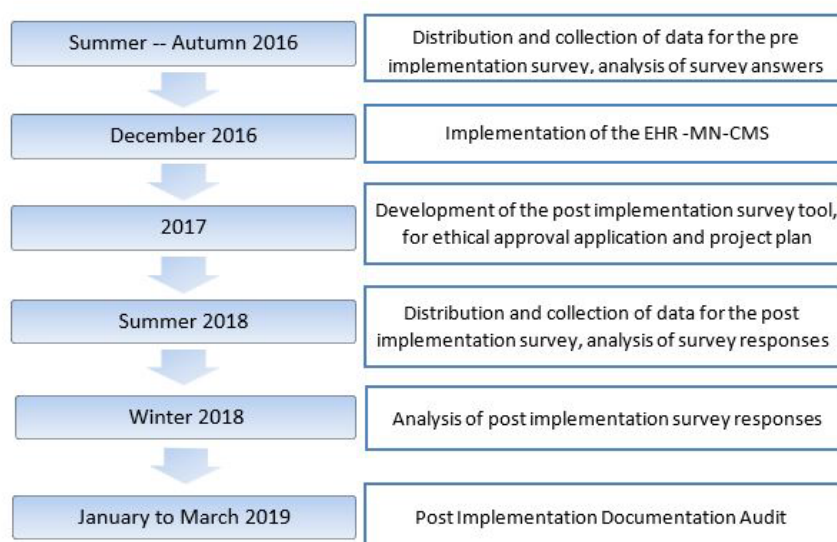 Summer -- Autumn 2016
Distribution and collection of data for the pre
implementation survey, analysis of survey answers
December 2016
Implementation of the EHR -MN-CMS
2017
Development of the post implementation survey tool,
for ethical approval application and project plan
Summer 2018
Distribution and collection of data for the post
implementation survey, analysis of survey responses
Winter 2018
Analysis of post implementation survey responses
January to March 2019
Post Implementation Documentation Audit